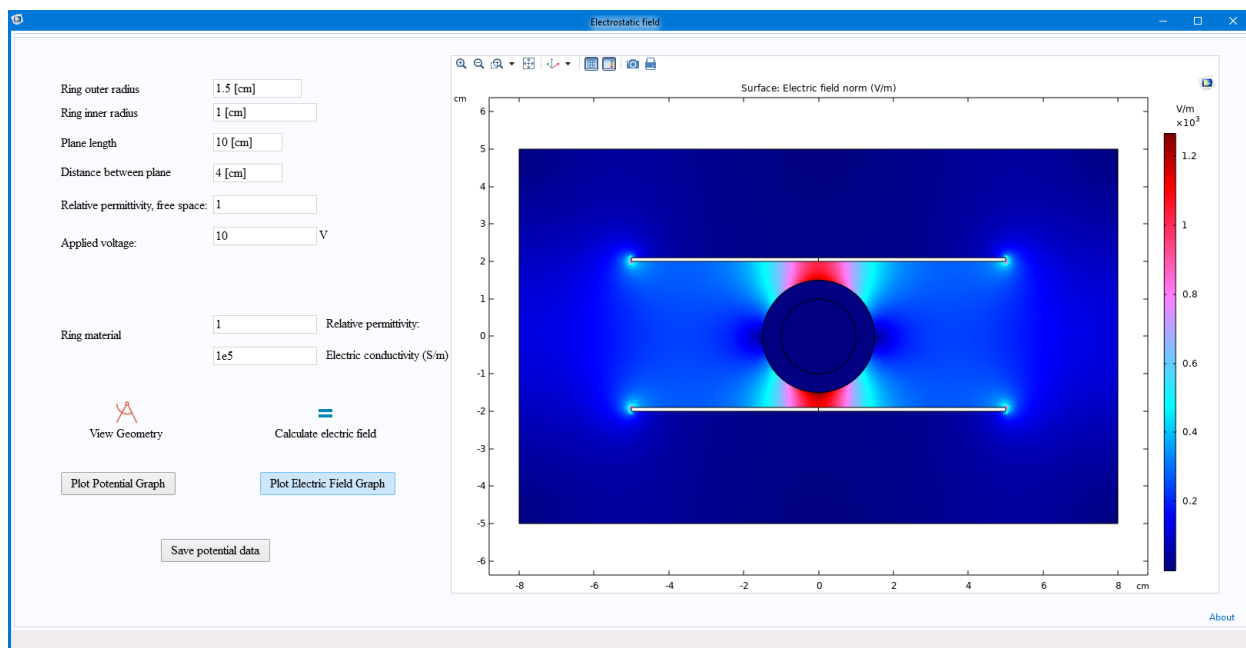 Electrostatic field
Ring outer radius 1.5 [cm]
Ring inner radius 1 [cm]
Plane length 10 [cm]
Distance between plane 4 [cm]
Relative permittivity, free space: 1
Applied voltage: 10 V
Ring material
1 Relative permittivity:
1e5 Electric conductivity (S/m)
View Geometry
Calculate electric field
Plot Potential Graph
Plot Electric Field Graph
Save potential data
Surface: Electric field norm (V/m)
cm
6
5
4
3
2
1
0
-1
-2
-3
-4
-5
-6
-8 -6 -4 -2 0 2 4 6 8 cm
V/m
×10³
1.2
1
0.8
0.6
0.4
0.2
About